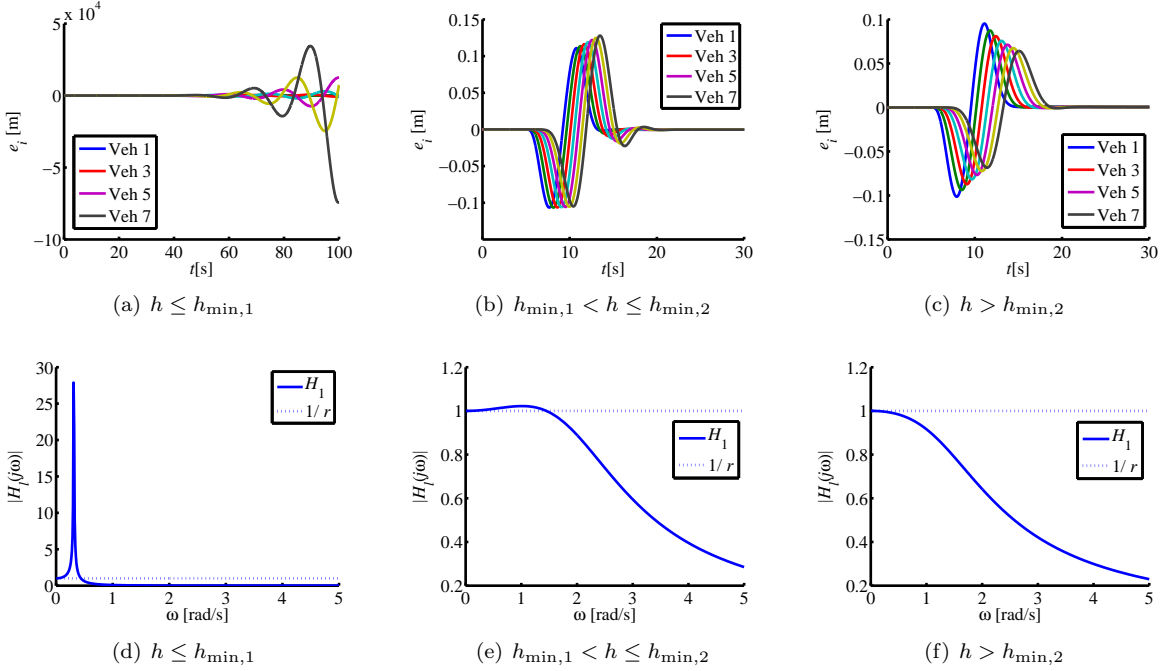 x 10⁴
5
0
−5
−10
e_i [m]
0 20 40 60 80 100
t[s]
Veh 1
Veh 3
Veh 5
Veh 7
(a) h ≤ h_min,1
0.15
0.1
0.05
0
−0.05
−0.1
e_i [m]
0 10 20 30
t[s]
Veh 1
Veh 3
Veh 5
Veh 7
(b) h_min,1 < h ≤ h_min,2
0.1
0.05
0
−0.05
−0.1
0.15
e_i [m]
0 10 20 30
t[s]
Veh 1
Veh 3
Veh 5
Veh 7
(c) h > h_min,2
30
25
20
15
10
5
0
|H_l(jω)|
0 1 2 3 4 5
ω [rad/s]
H_1
1/ r
(d) h ≤ h_min,1
1.2
1
0.8
0.6
0.4
0.2
|H_l(jω)|
0 1 2 3 4 5
ω [rad/s]
H_1
1/ r
(e) h_min,1 < h ≤ h_min,2
1.2
1
0.8
0.6
0.4
0.2
|H_l(jω)|
0 1 2 3 4 5
ω [rad/s]
H_1
1/ r
(f) h > h_min,2